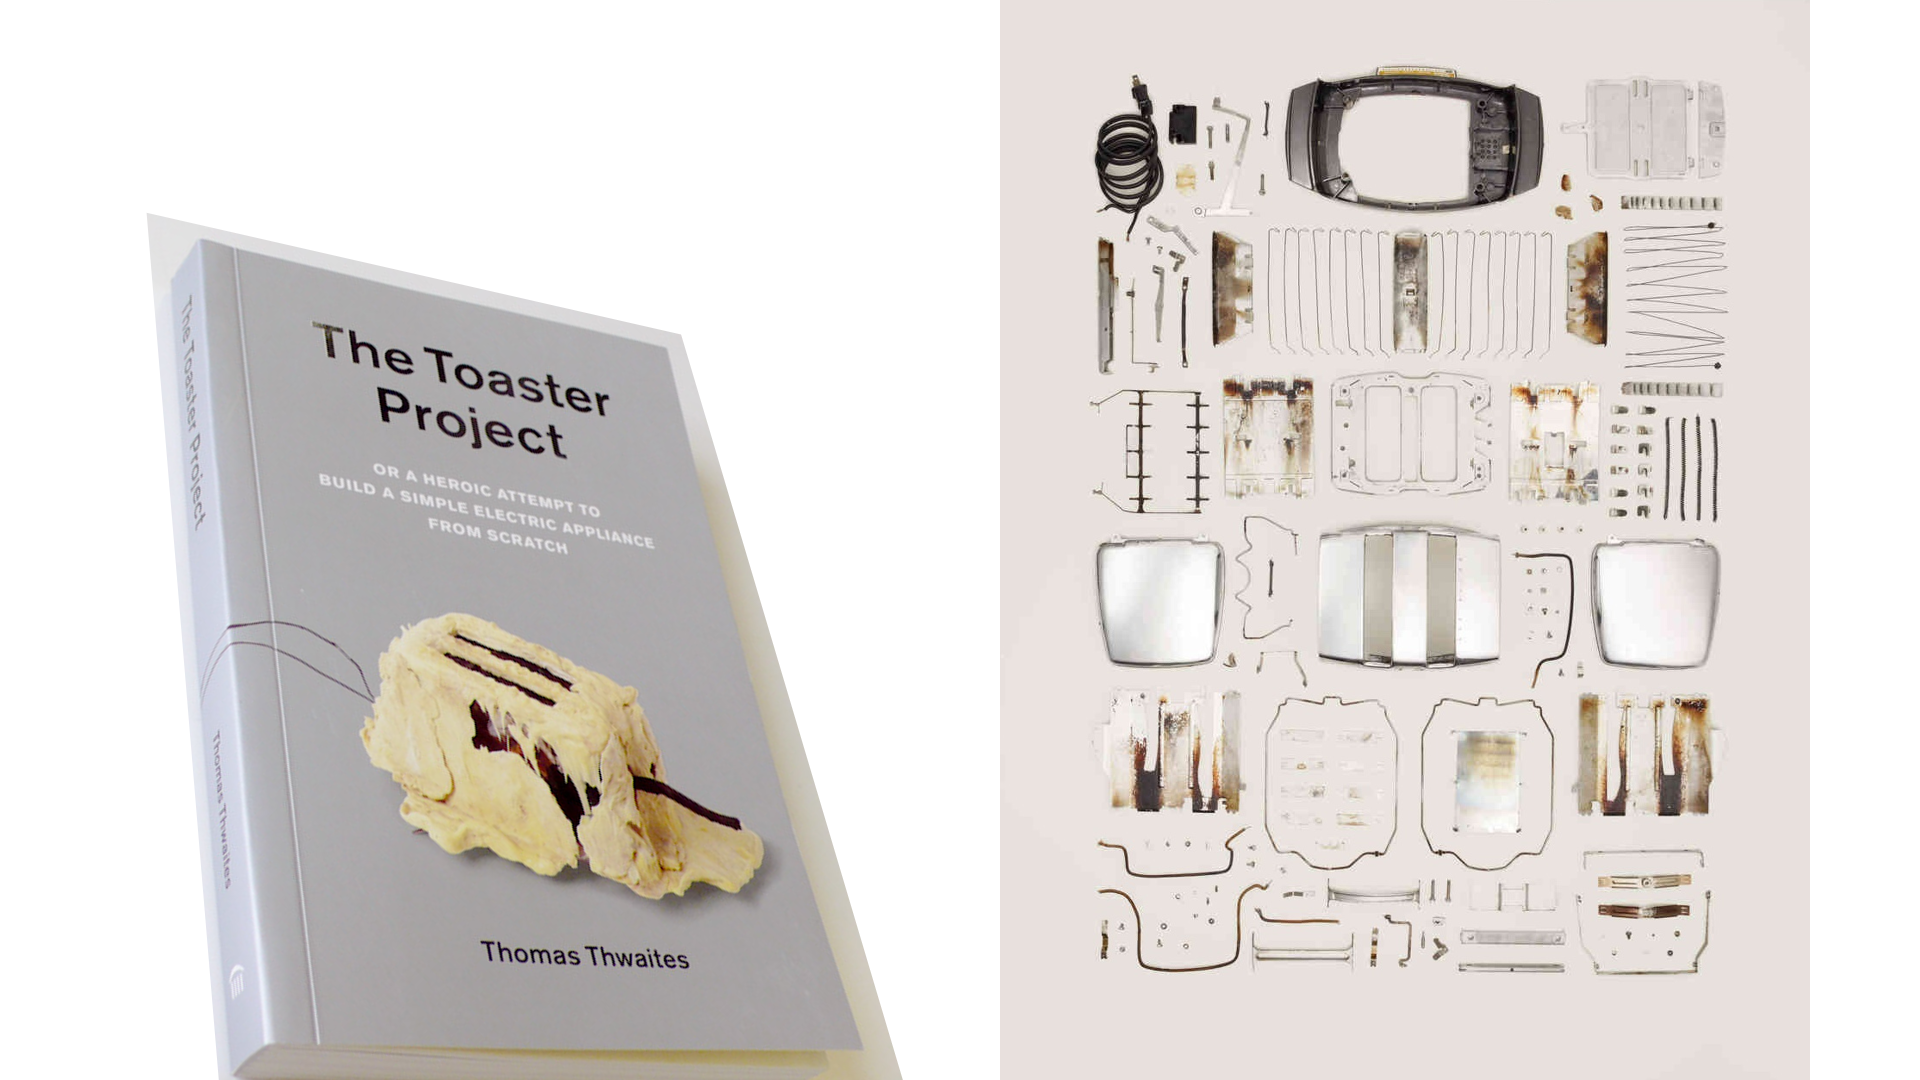 The Toaster
Project
OR A HEROIC ATTEMPT TO
BUILD A SIMPLE ELECTRIC APPLIANCE
FROM SCRATCH
Thomas Thwaites
The Toaster Project
Thomas Thwaites